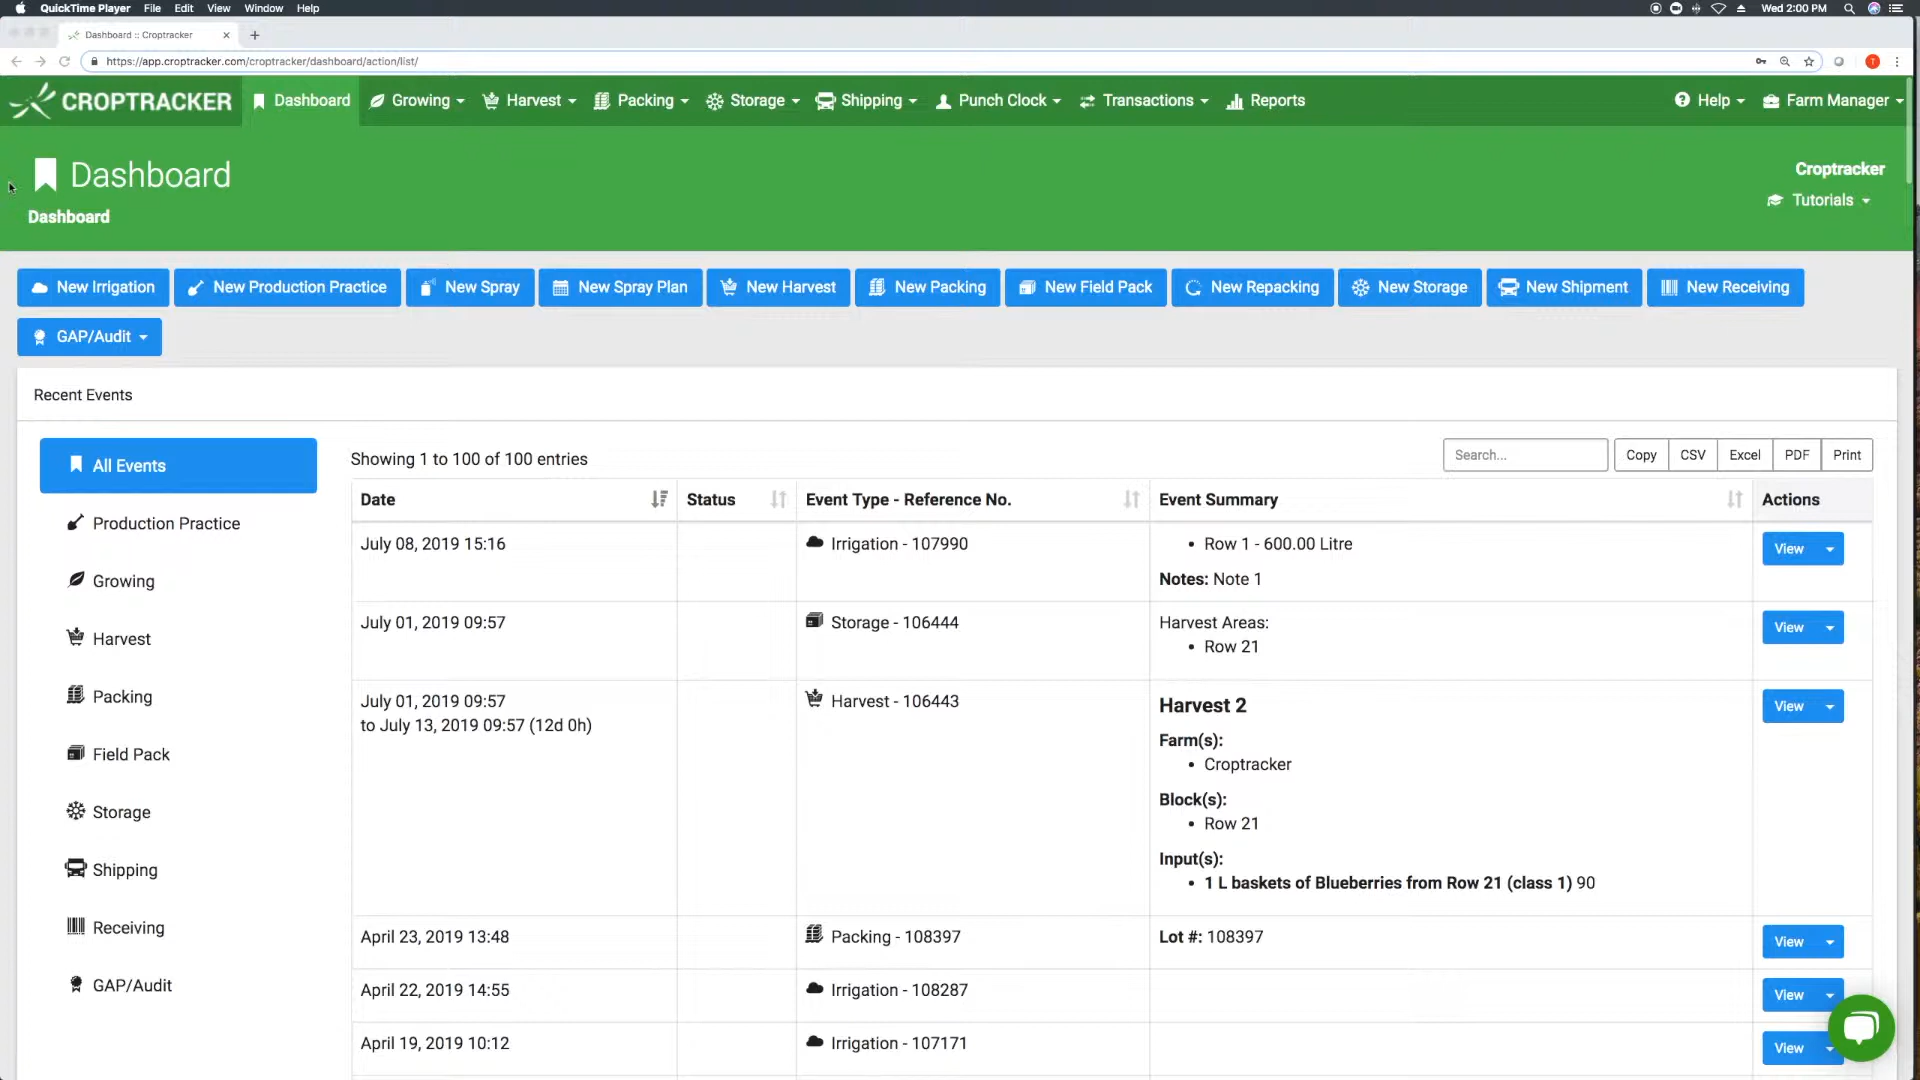 QuickTime Player File Edit View Window Help Wed 2:00 PM
Dashboard :: Croptracker
https://app.croptracker.com/croptracker/dashboard/action/list/
T
CROPTRACKER Dashboard Growing Harvest Packing Storage Shipping Punch Clock Transactions Reports Help Farm Manager
Dashboard
Croptracker
Tutorials
Dashboard
New Irrigation New Production Practice New Spray New Spray Plan New Harvest New Packing New Field Pack New Repacking New Storage New Shipment New Receiving
GAP/Audit
Recent Events
All Events
Production Practice
Growing
Harvest
Packing
Field Pack
Storage
Shipping
Receiving
GAP/Audit
Showing 1 to 100 of 100 entries
Search... Copy CSV Excel PDF Print
Date Status Event Type - Reference No. Event Summary Actions
July 08, 2019 15:16 Irrigation - 107990 • Row 1 - 600.00 Litre View
Notes: Note 1
July 01, 2019 09:57 Storage - 106444 Harvest Areas: View
• Row 21
July 01, 2019 09:57 Harvest - 106443 Harvest 2 View
to July 13, 2019 09:57 (12d 0h)
Farm(s):
• Croptracker
Block(s):
• Row 21
Input(s):
• 1 L baskets of Blueberries from Row 21 (class 1) 90
April 23, 2019 13:48 Packing - 108397 Lot #: 108397 View
April 22, 2019 14:55 Irrigation - 108287 View
April 19, 2019 10:12 Irrigation - 107171 View